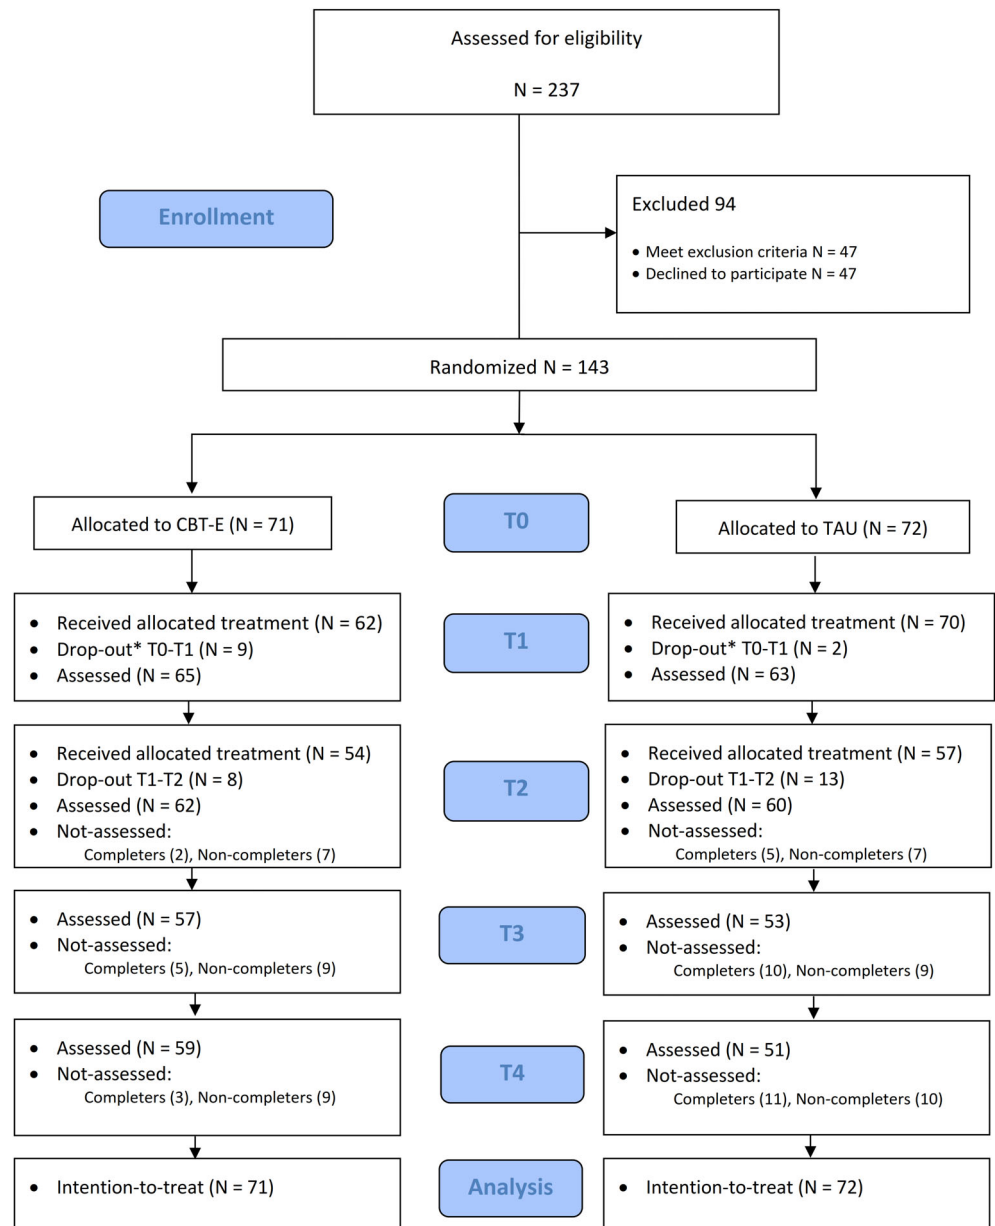 Assessed for eligibility
N = 237
Enrollment
Excluded 94
• Meet exclusion criteria N = 47
• Declined to participate N = 47
Randomized N = 143
Allocated to CBT-E (N = 71)
T0
Allocated to TAU (N = 72)
• Received allocated treatment (N = 62)
• Drop-out* T0-T1 (N = 9)
• Assessed (N = 65)
T1
• Received allocated treatment (N = 70)
• Drop-out* T0-T1 (N = 2)
• Assessed (N = 63)
• Received allocated treatment (N = 54)
• Drop-out T1-T2 (N = 8)
• Assessed (N = 62)
• Not-assessed:
Completers (2), Non-completers (7)
T2
• Received allocated treatment (N = 57)
• Drop-out T1-T2 (N = 13)
• Assessed (N = 60)
• Not-assessed:
Completers (5), Non-completers (7)
• Assessed (N = 57)
• Not-assessed:
Completers (5), Non-completers (9)
T3
• Assessed (N = 53)
• Not-assessed:
Completers (10), Non-completers (9)
• Assessed (N = 59)
• Not-assessed:
Completers (3), Non-completers (9)
T4
• Assessed (N = 51)
• Not-assessed:
Completers (11), Non-completers (10)
• Intention-to-treat (N = 71)
Analysis
• Intention-to-treat (N = 72)